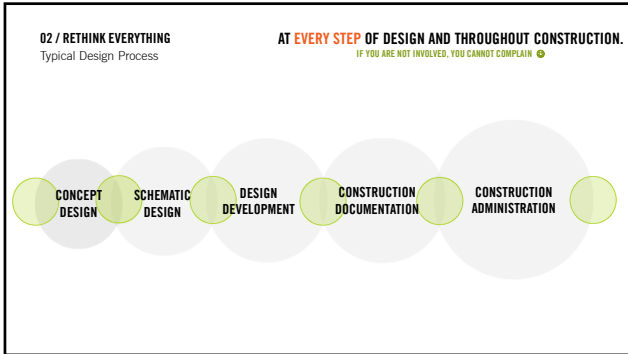 02 / RETHINK EVERYTHING
Typical Design Process
AT EVERY STEP OF DESIGN AND THROUGHOUT CONSTRUCTION.
IF YOU ARE NOT INVOLVED, YOU CANNOT COMPLAIN
CONCEPT
DESIGN
SCHEMATIC
DESIGN
DESIGN
DEVELOPMENT
CONSTRUCTION
DOCUMENTATION
CONSTRUCTION
ADMINISTRATION